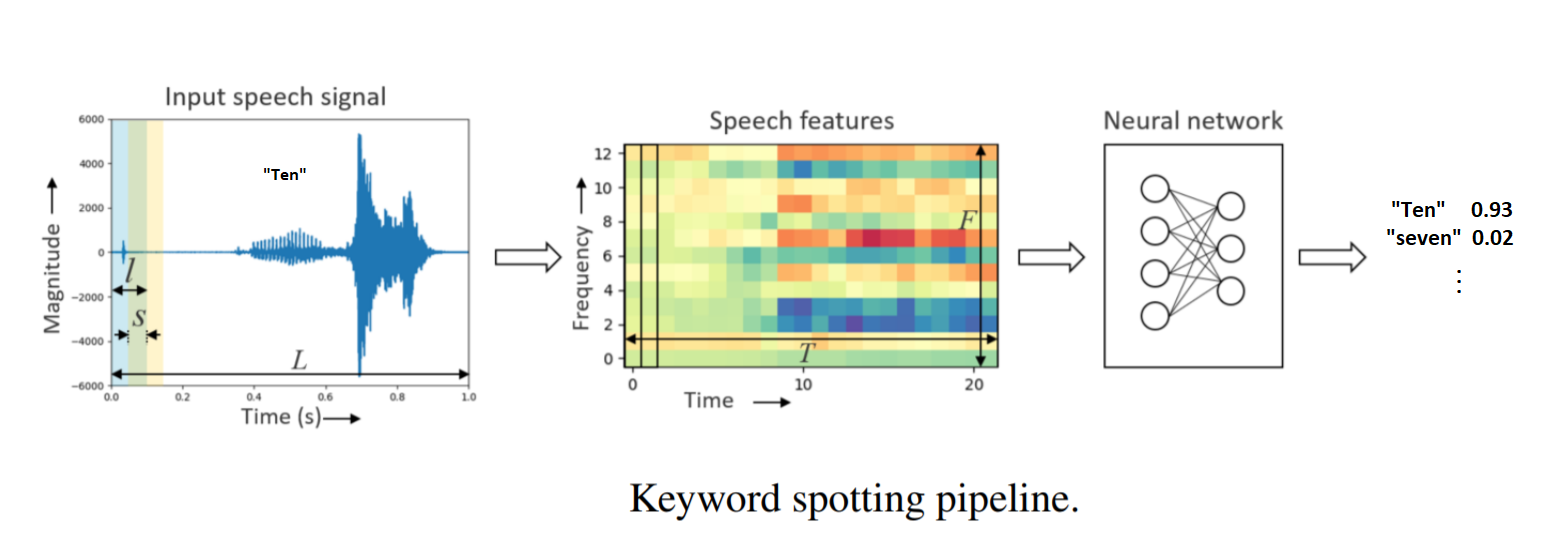 Input speech signal
6000
4000
2000
0
−2000
−4000
−6000
Magnitude
"Ten"
l
S
L
0.0 0.2 0.4 0.6 0.8 1.0
Time (s)
Speech features
12
10
8
6
4
2
0
Frequency
F
T
0 10 20
Time
Neural network
"Ten" 0.93
"seven" 0.02
⋮
Keyword spotting pipeline.